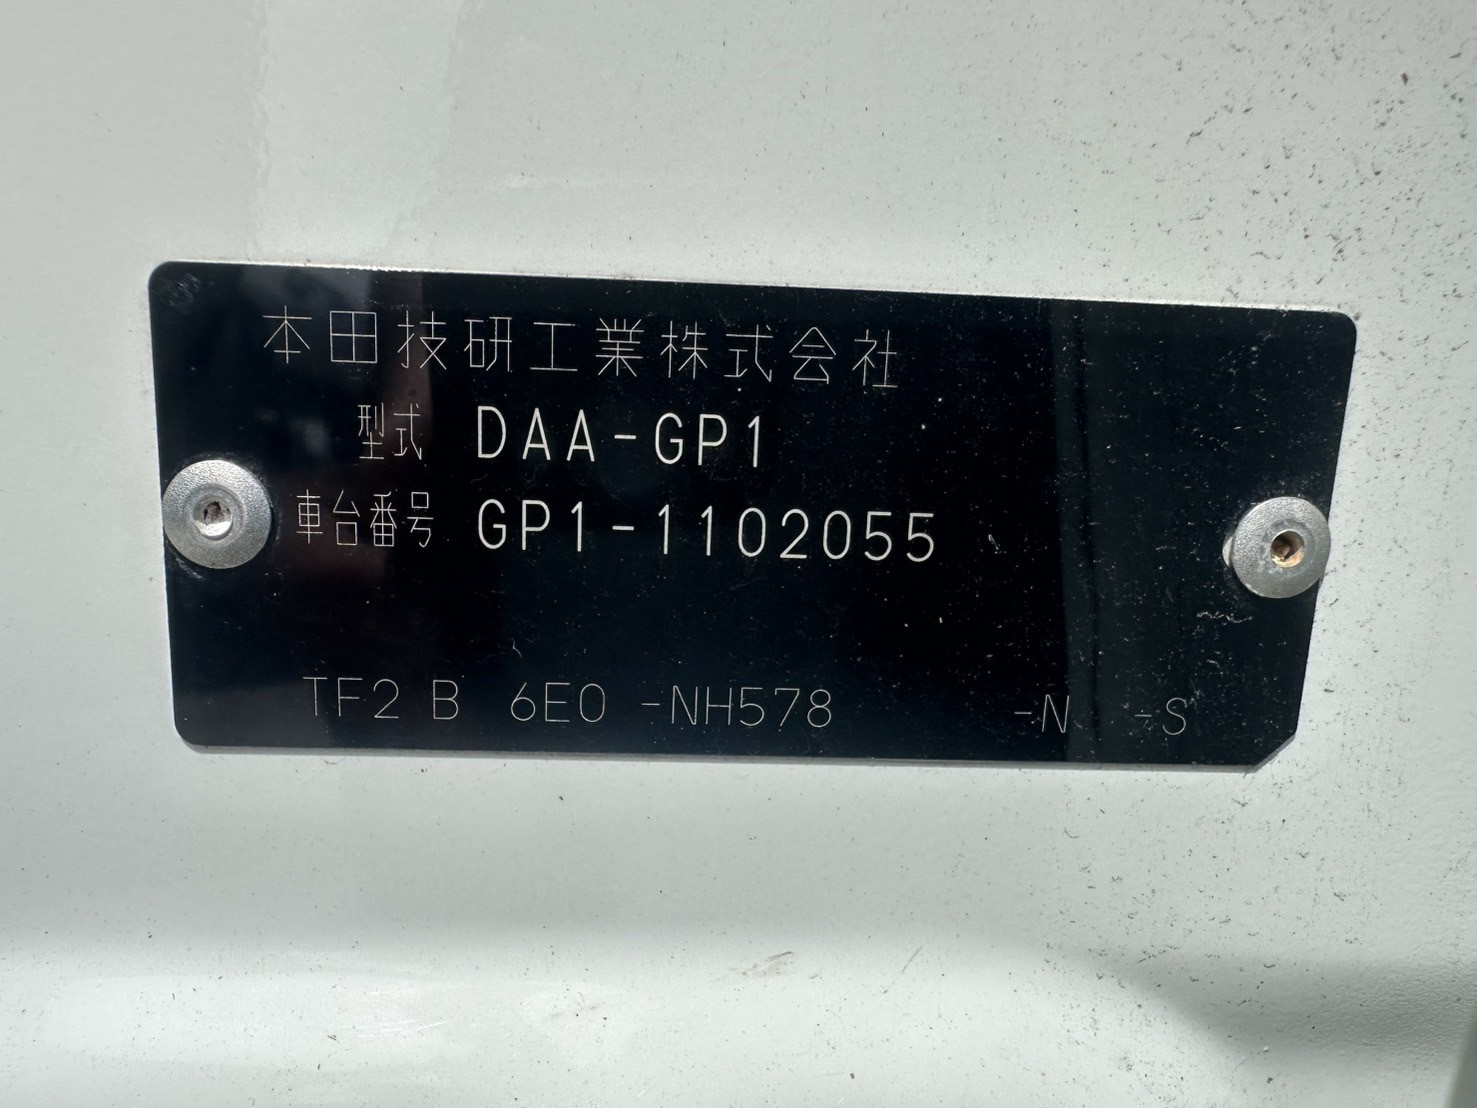 本田技研工業株式会社
型式 DAA-GP1
車台番号 GP1-1102055
TF2 B 6E0 -NH578 -N -S